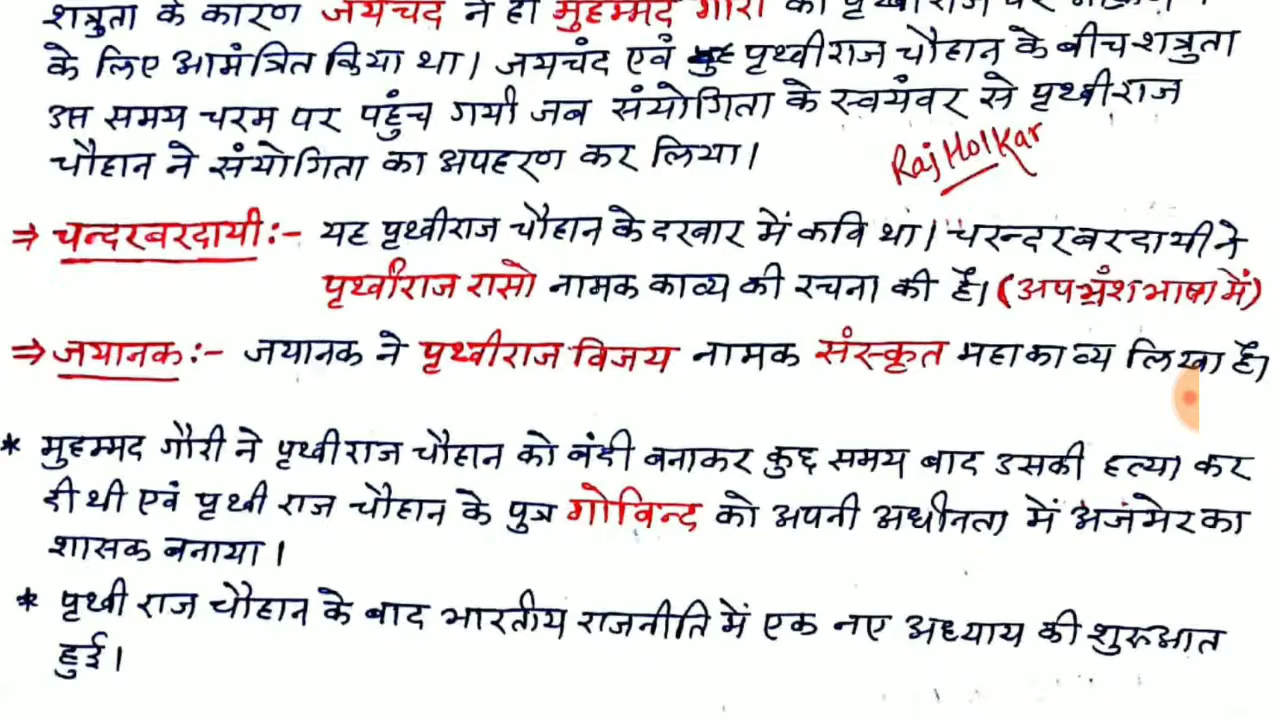 शत्रुता के कारण जयचंद ने ही मुहम्मद गौरी को पृथ्वीराज पर
के लिए आमंत्रित किया था। जयचंद एवं पृथ्वीराज चौहान के बीच शत्रुता
उस समय चरम पर पहुंच गयी जब संयोगिता के स्वयंवर से पृथ्वीराज
चौहान ने संयोगिता का अपहरण कर लिया।
Raj Holkar
⇒ चन्दरबरदायी:- यह पृथ्वीराज चौहान के दरबार में कवि था। चरन्दरबरदायी ने
पृथ्वीराज रासो नामक काव्य की रचना की है। (अपभ्रंश भाषा में)
⇒ जयानक:- जयानक ने पृथ्वीराज विजय नामक संस्कृत महाकाव्य लिखा है।
* मुहम्मद गौरी ने पृथ्वीराज चौहान को बंदी बनाकर कुछ समय बाद उसकी हत्या कर
दी थी एवं पृथ्वी राज चौहान के पुत्र गोविन्द को अपनी अधीनता में अजमेर का
शासक बनाया।
* पृथ्वी राज चौहान के बाद भारतीय राजनीति में एक नए अध्याय की शुरूआत
हुई।